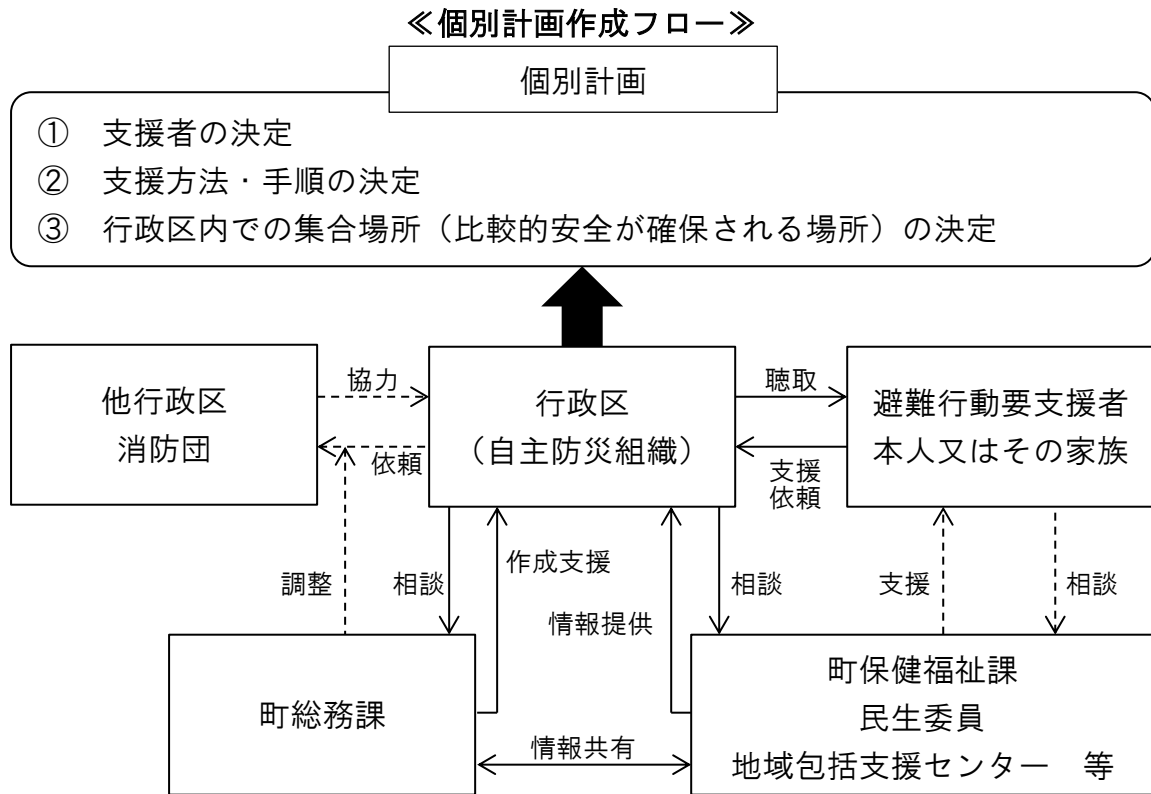 ≪個別計画作成フロー≫
個別計画
① 支援者の決定
② 支援方法・手順の決定
③ 行政区内での集合場所（比較的安全が確保される場所）の決定
他行政区
消防団
協力
依頼
行政区
（自主防災組織）
聴取
支援
依頼
避難行動要支援者
本人又はその家族
調整
相談
作成支援
情報提供
相談
支援
相談
町総務課
情報共有
町保健福祉課
民生委員
地域包括支援センター　等